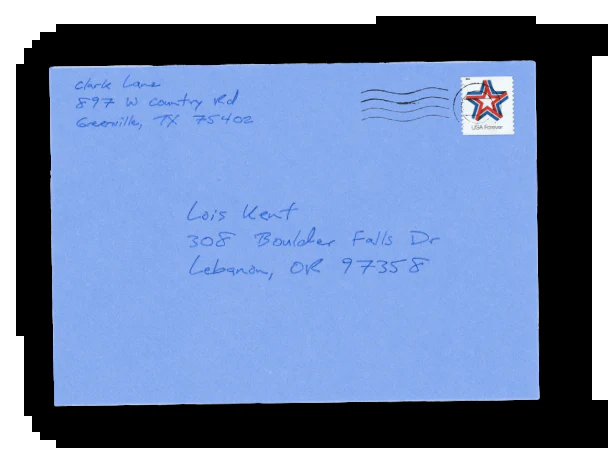 Clark Lane
897 W Country Rd
Greenville, TX 75402
USA Forever
Lois Kent
308 Boulder Falls Dr
Lebanon, OR 97358